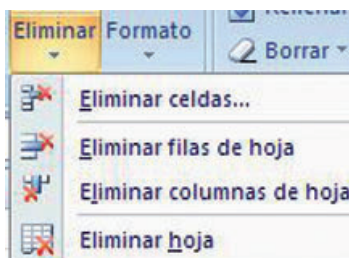 Eliminar Formato
Borrar
Eliminar celdas...
Eliminar filas de hoja
Eliminar columnas de hoja
Eliminar hoja